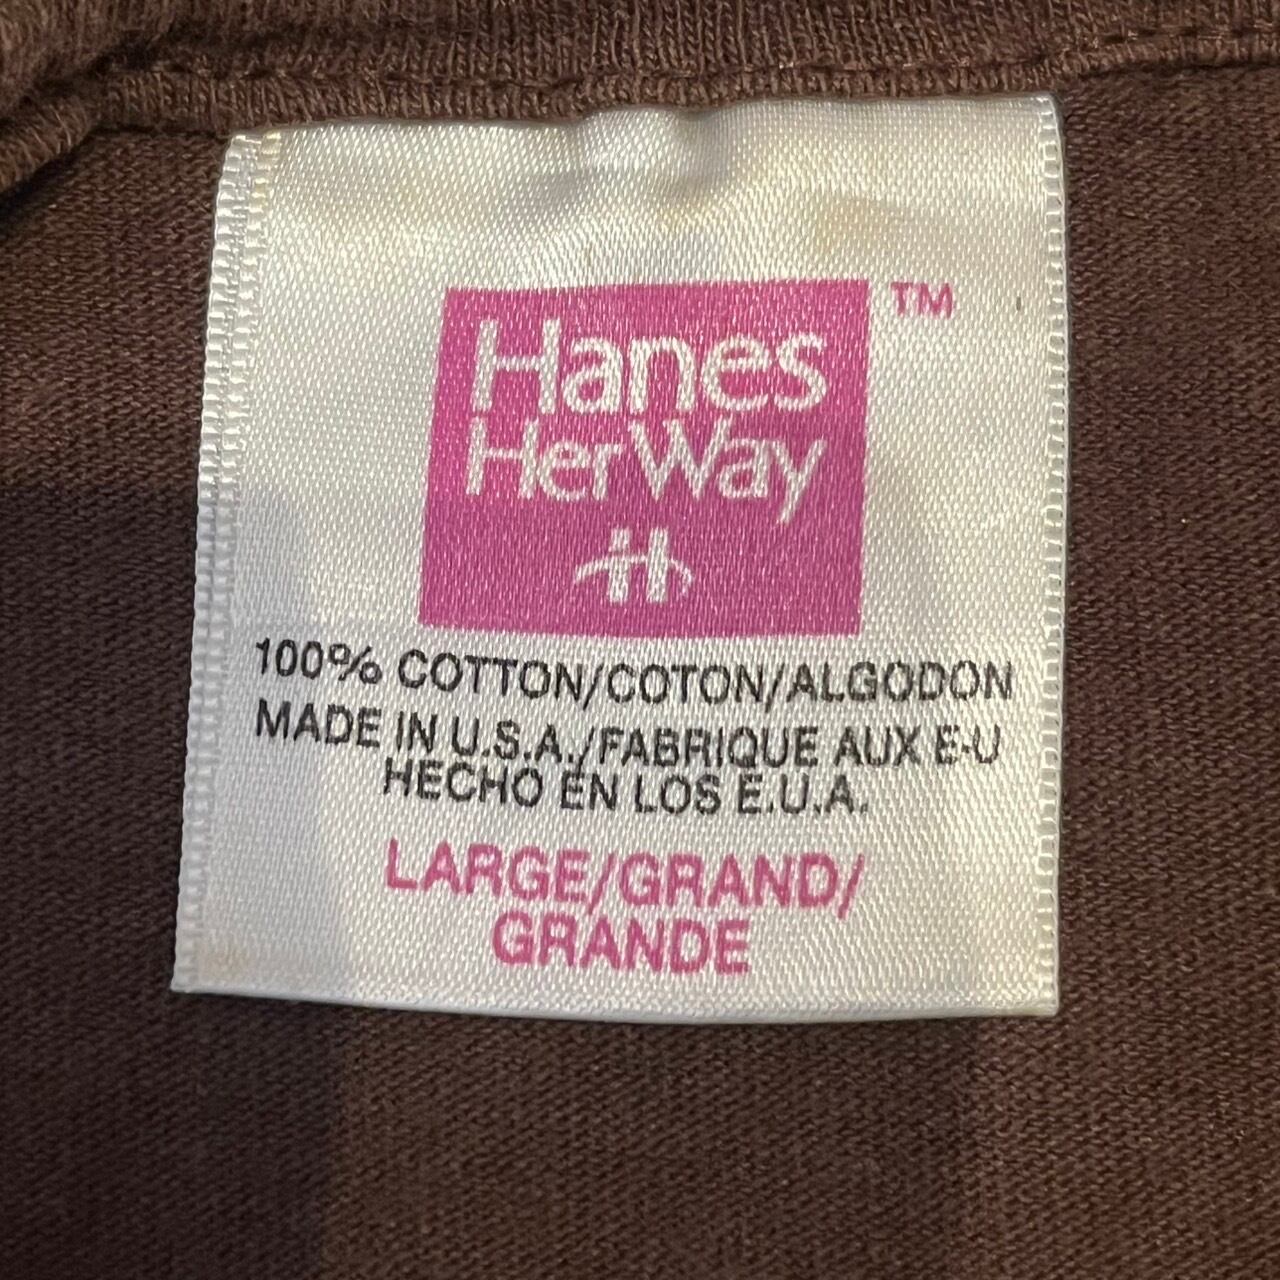 Hanes
HerWay
H
TM
100% COTTON/COTON/ALGODON
MADE IN U.S.A./FABRIQUE AUX E-U
HECHO EN LOS E.U.A.
LARGE/GRAND/
GRANDE